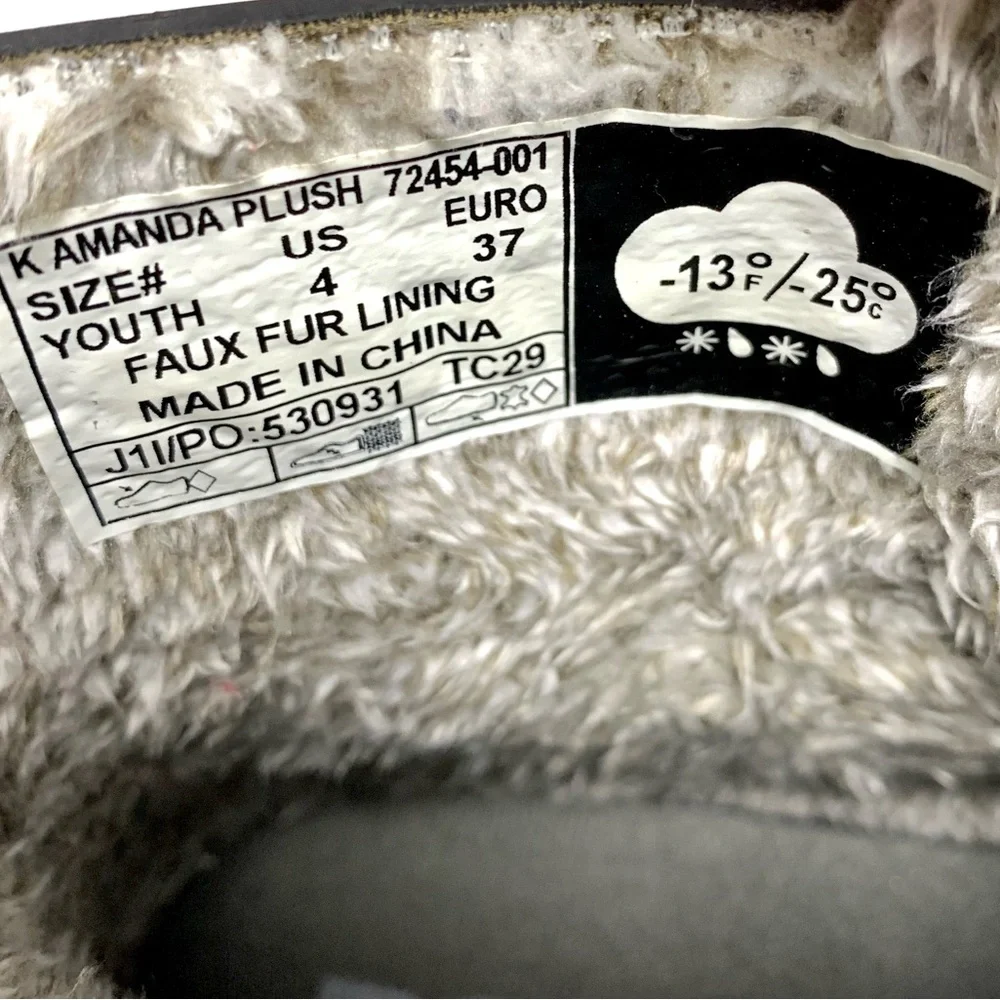 K AMANDA PLUSH 72454-001
SIZE# US EURO
YOUTH 4 37
FAUX FUR LINING
MADE IN CHINA
J1I/PO:530931 TC29
-13°F/-25°C